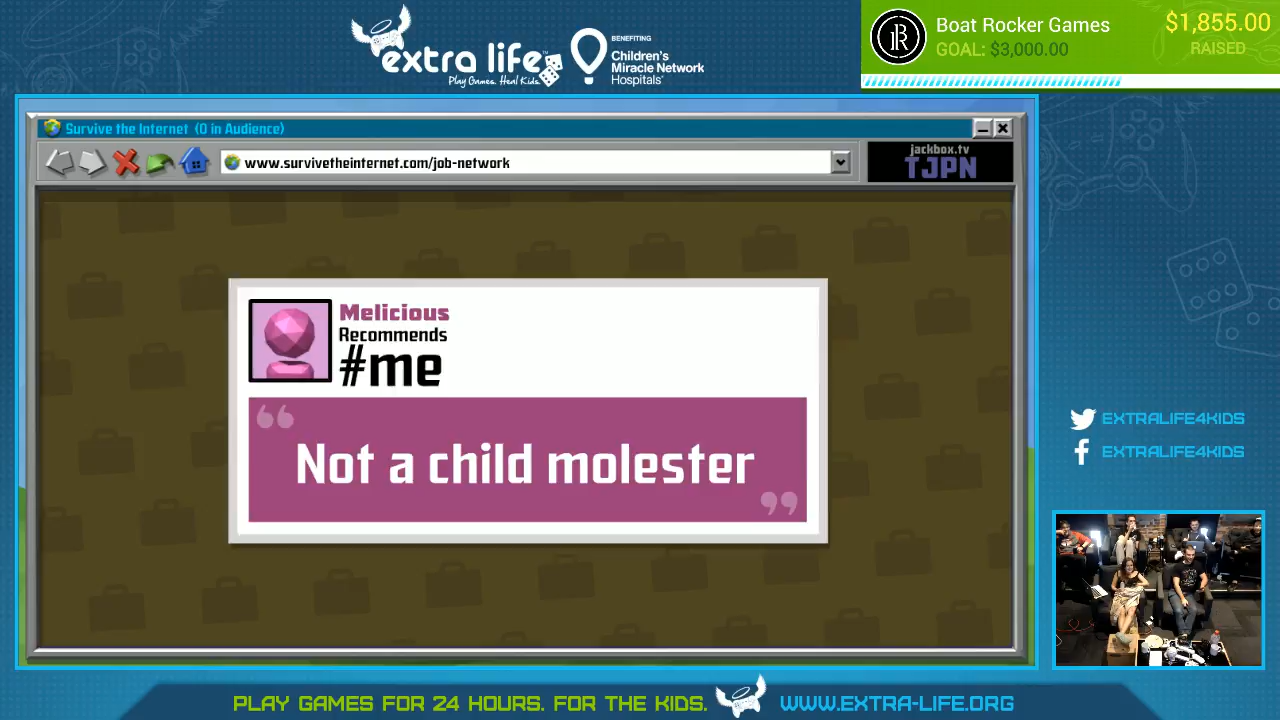 extra life™
Play Games. Heal Kids.
BENEFITING
Children's
Miracle Network
Hospitals®
Boat Rocker Games
GOAL: $3,000.00
$1,855.00
RAISED
Survive the Internet (0 in Audience)
www.survivetheinternet.com/job-network
jackbox.tv
TJPN
Melicious
Recommends
#me
“
Not a child molester
”
EXTRALIFE4KIDS
EXTRALIFE4KIDS
PLAY GAMES FOR 24 HOURS. FOR THE KIDS.
WWW.EXTRA-LIFE.ORG